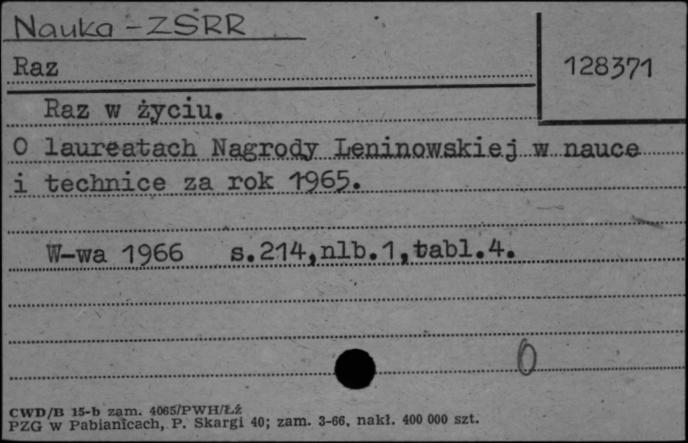 Nauka - ZSRR
Raz
128371
Raz w życiu.
O laureatach Nagrody Leninowskiej w nauce
i technice za rok 1965.
W-wa 1966 s.214,nlb.1,tabl.4.
0
CWD/B 15-b zam. 4065/PWH/Łź
PZG w Pabianicach, P. Skargi 40; zam. 3-66, nakł. 400 000 szt.